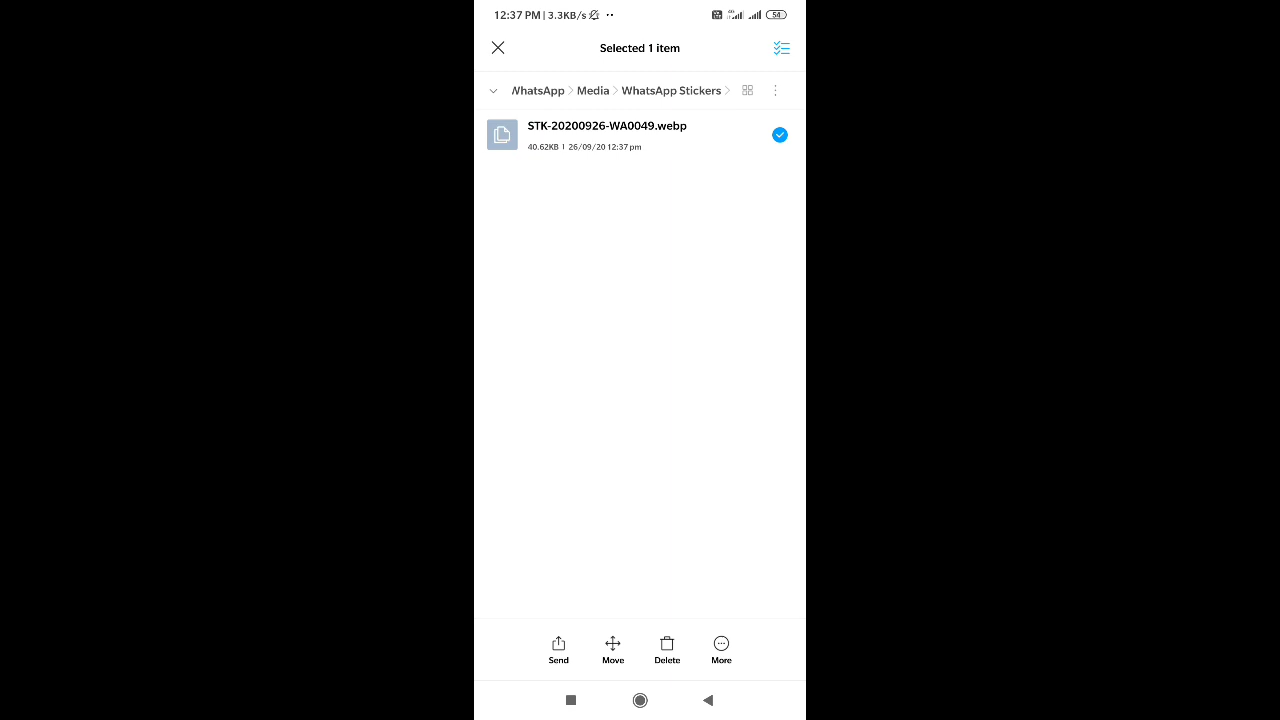 12:37 PM | 3.3KB/s 54
Selected 1 item
WhatsApp > Media > WhatsApp Stickers >
STK-20200926-WA0049.webp
40.62KB | 26/09/20 12:37 pm
Send Move Delete More